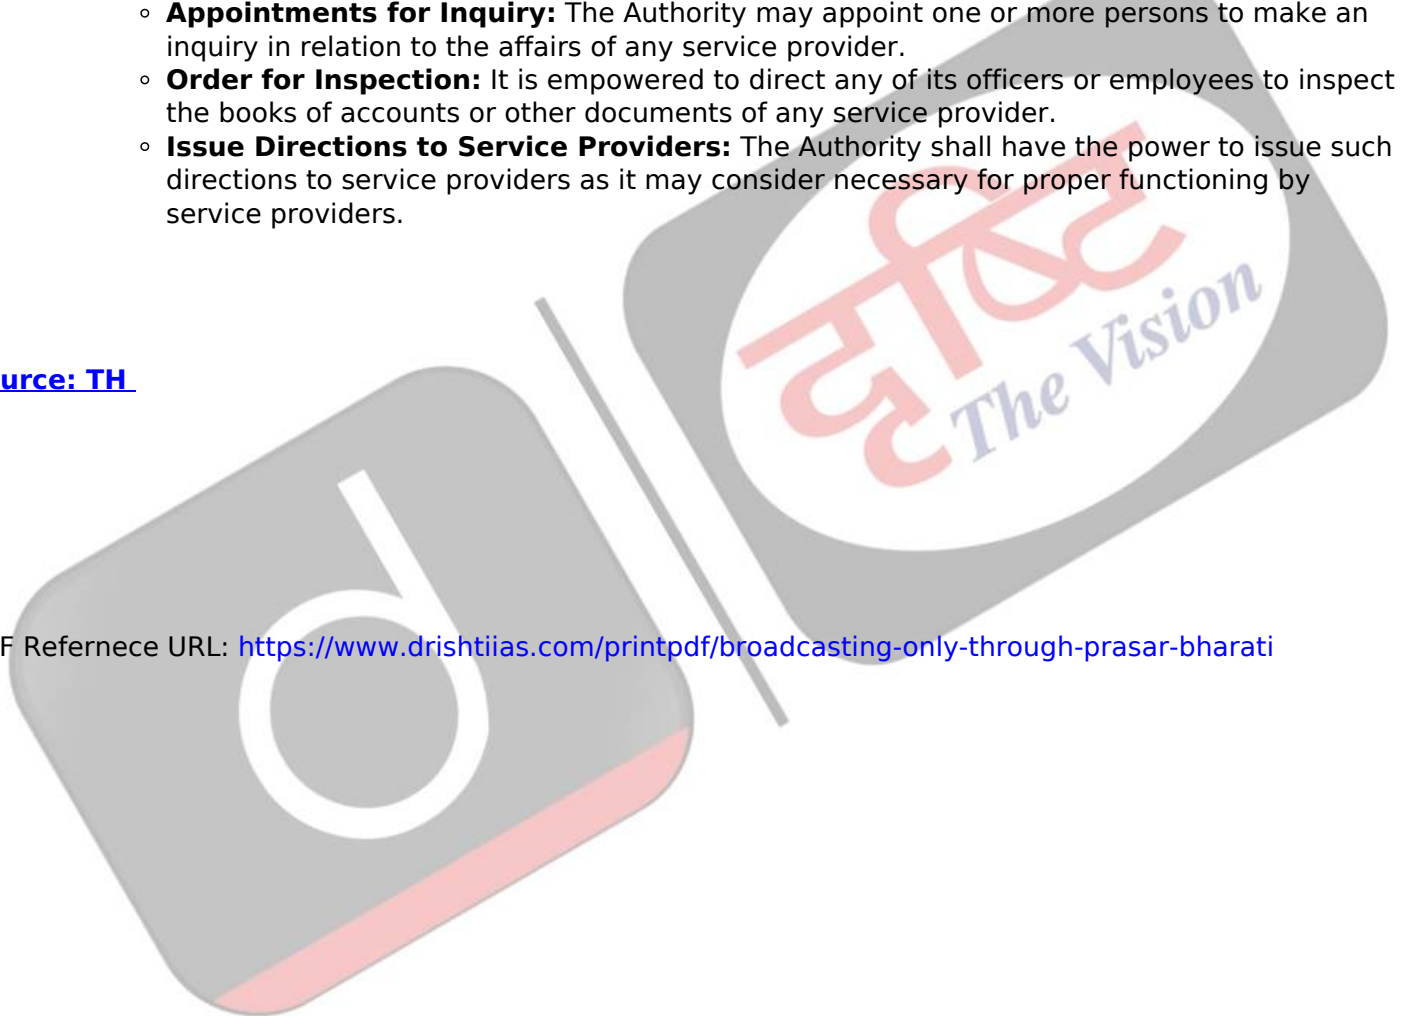 ◦ Appointments for Inquiry: The Authority may appoint one or more persons to make an
inquiry in relation to the affairs of any service provider.
◦ Order for Inspection: It is empowered to direct any of its officers or employees to inspect
the books of accounts or other documents of any service provider.
◦ Issue Directions to Service Providers: The Authority shall have the power to issue such
directions to service providers as it may consider necessary for proper functioning by
service providers.
दृष्टि
The Vision
urce: TH
d
F Refernece URL: https://www.drishtiias.com/printpdf/broadcasting-only-through-prasar-bharati